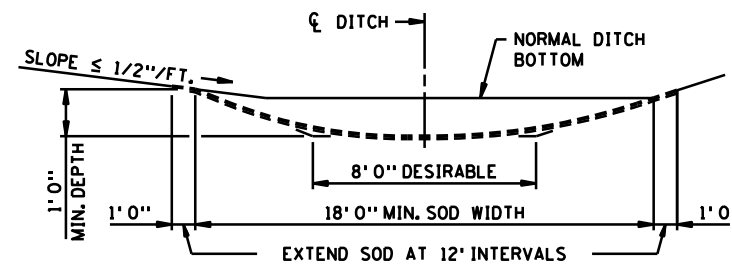 ℄ DITCH
NORMAL DITCH
BOTTOM
SLOPE ≤ 1/2"/FT.
1'0"
MIN. DEPTH
8'0" DESIRABLE
1'0"
18'0" MIN. SOD WIDTH
1'0
EXTEND SOD AT 12' INTERVALS